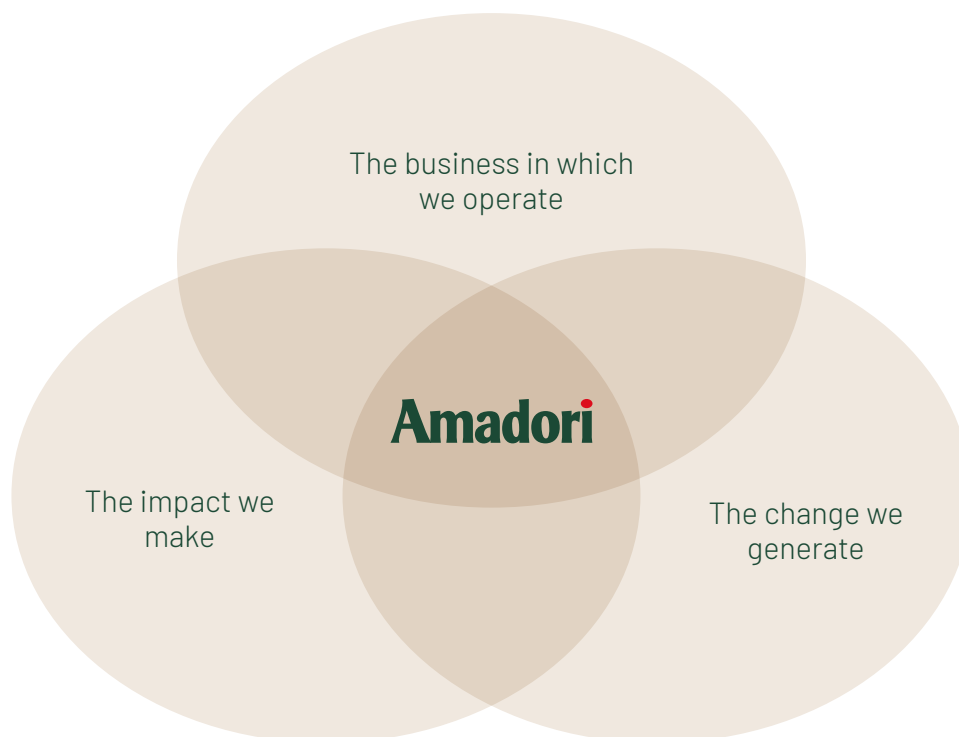 The business in which
we operate
Amadori
The impact we
make
The change we
generate